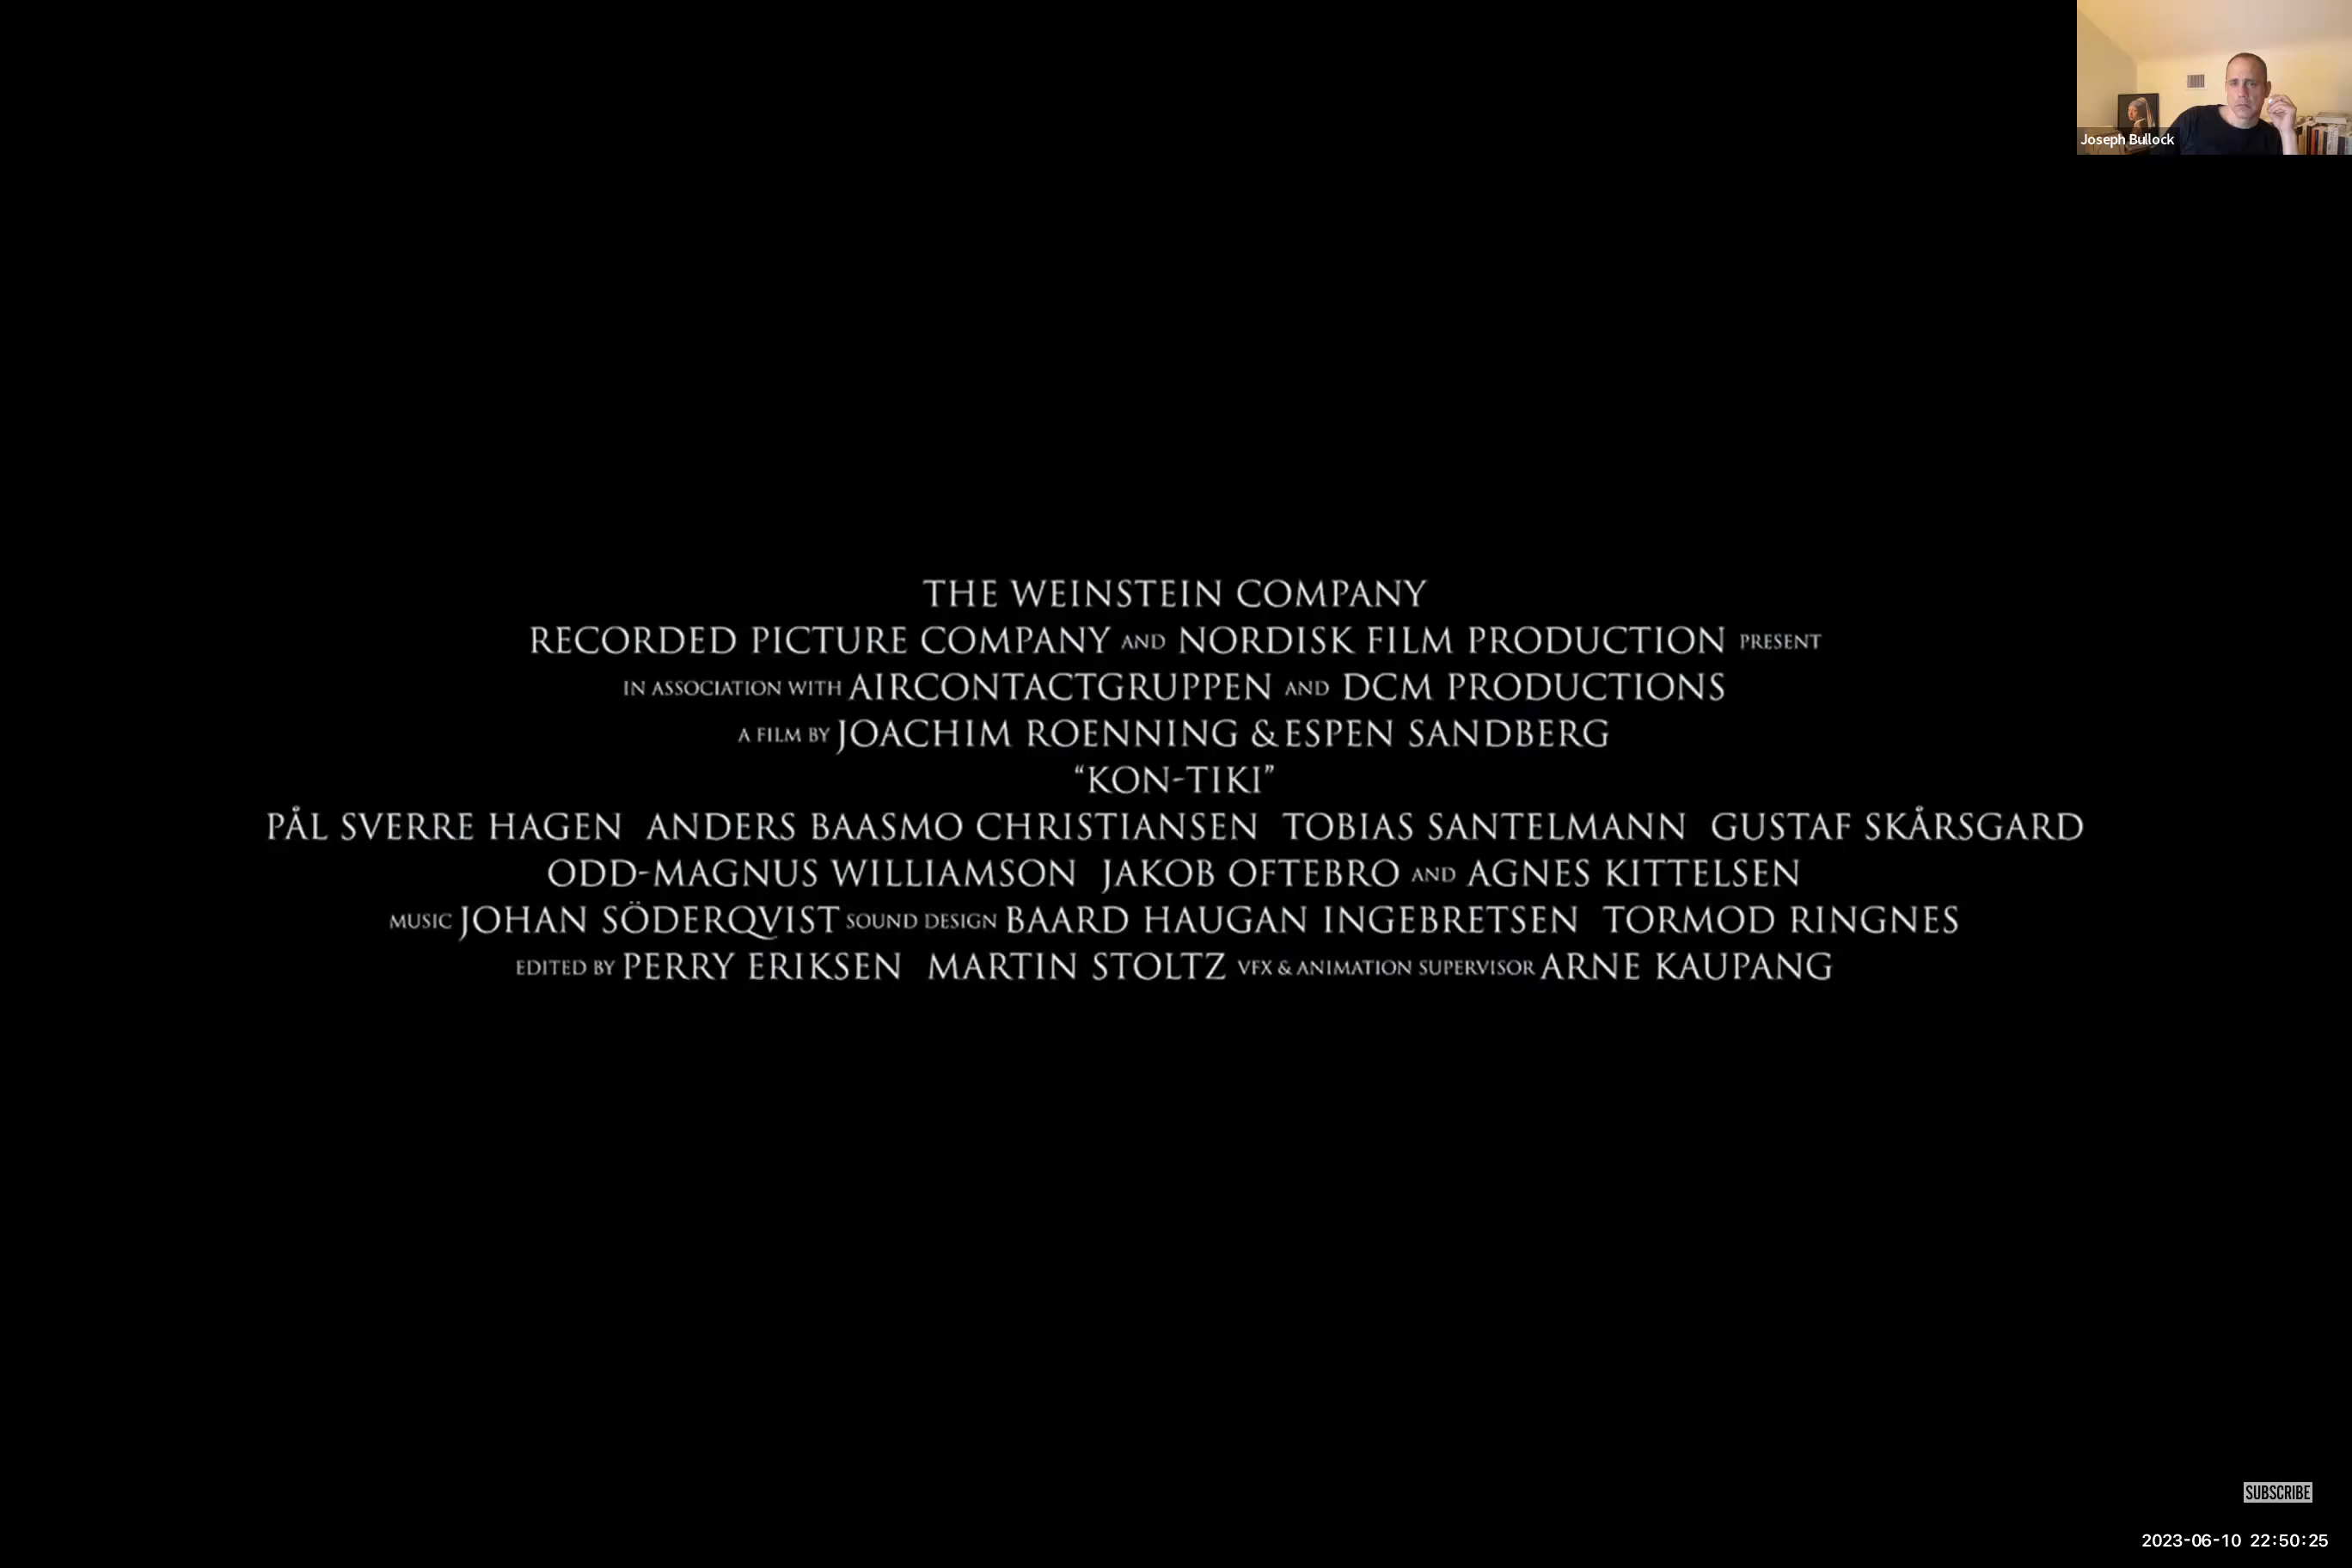 Joseph Bullock
THE WEINSTEIN COMPANY
RECORDED PICTURE COMPANY AND NORDISK FILM PRODUCTION PRESENT
IN ASSOCIATION WITH AIRCONTACTGRUPPEN AND DCM PRODUCTIONS
A FILM BY JOACHIM ROENNING & ESPEN SANDBERG
“KON-TIKI”
PÅL SVERRE HAGEN ANDERS BAASMO CHRISTIANSEN TOBIAS SANTELMANN GUSTAF SKÅRSGARD
ODD-MAGNUS WILLIAMSON JAKOB OFTEBRO AND AGNES KITTELSEN
MUSIC JOHAN SÖDERQVIST SOUND DESIGN BAARD HAUGAN INGEBRETSEN TORMOD RINGNES
EDITED BY PERRY ERIKSEN MARTIN STOLTZ VFX & ANIMATION SUPERVISOR ARNE KAUPANG
SUBSCRIBE
2023-06-10 22:50:25